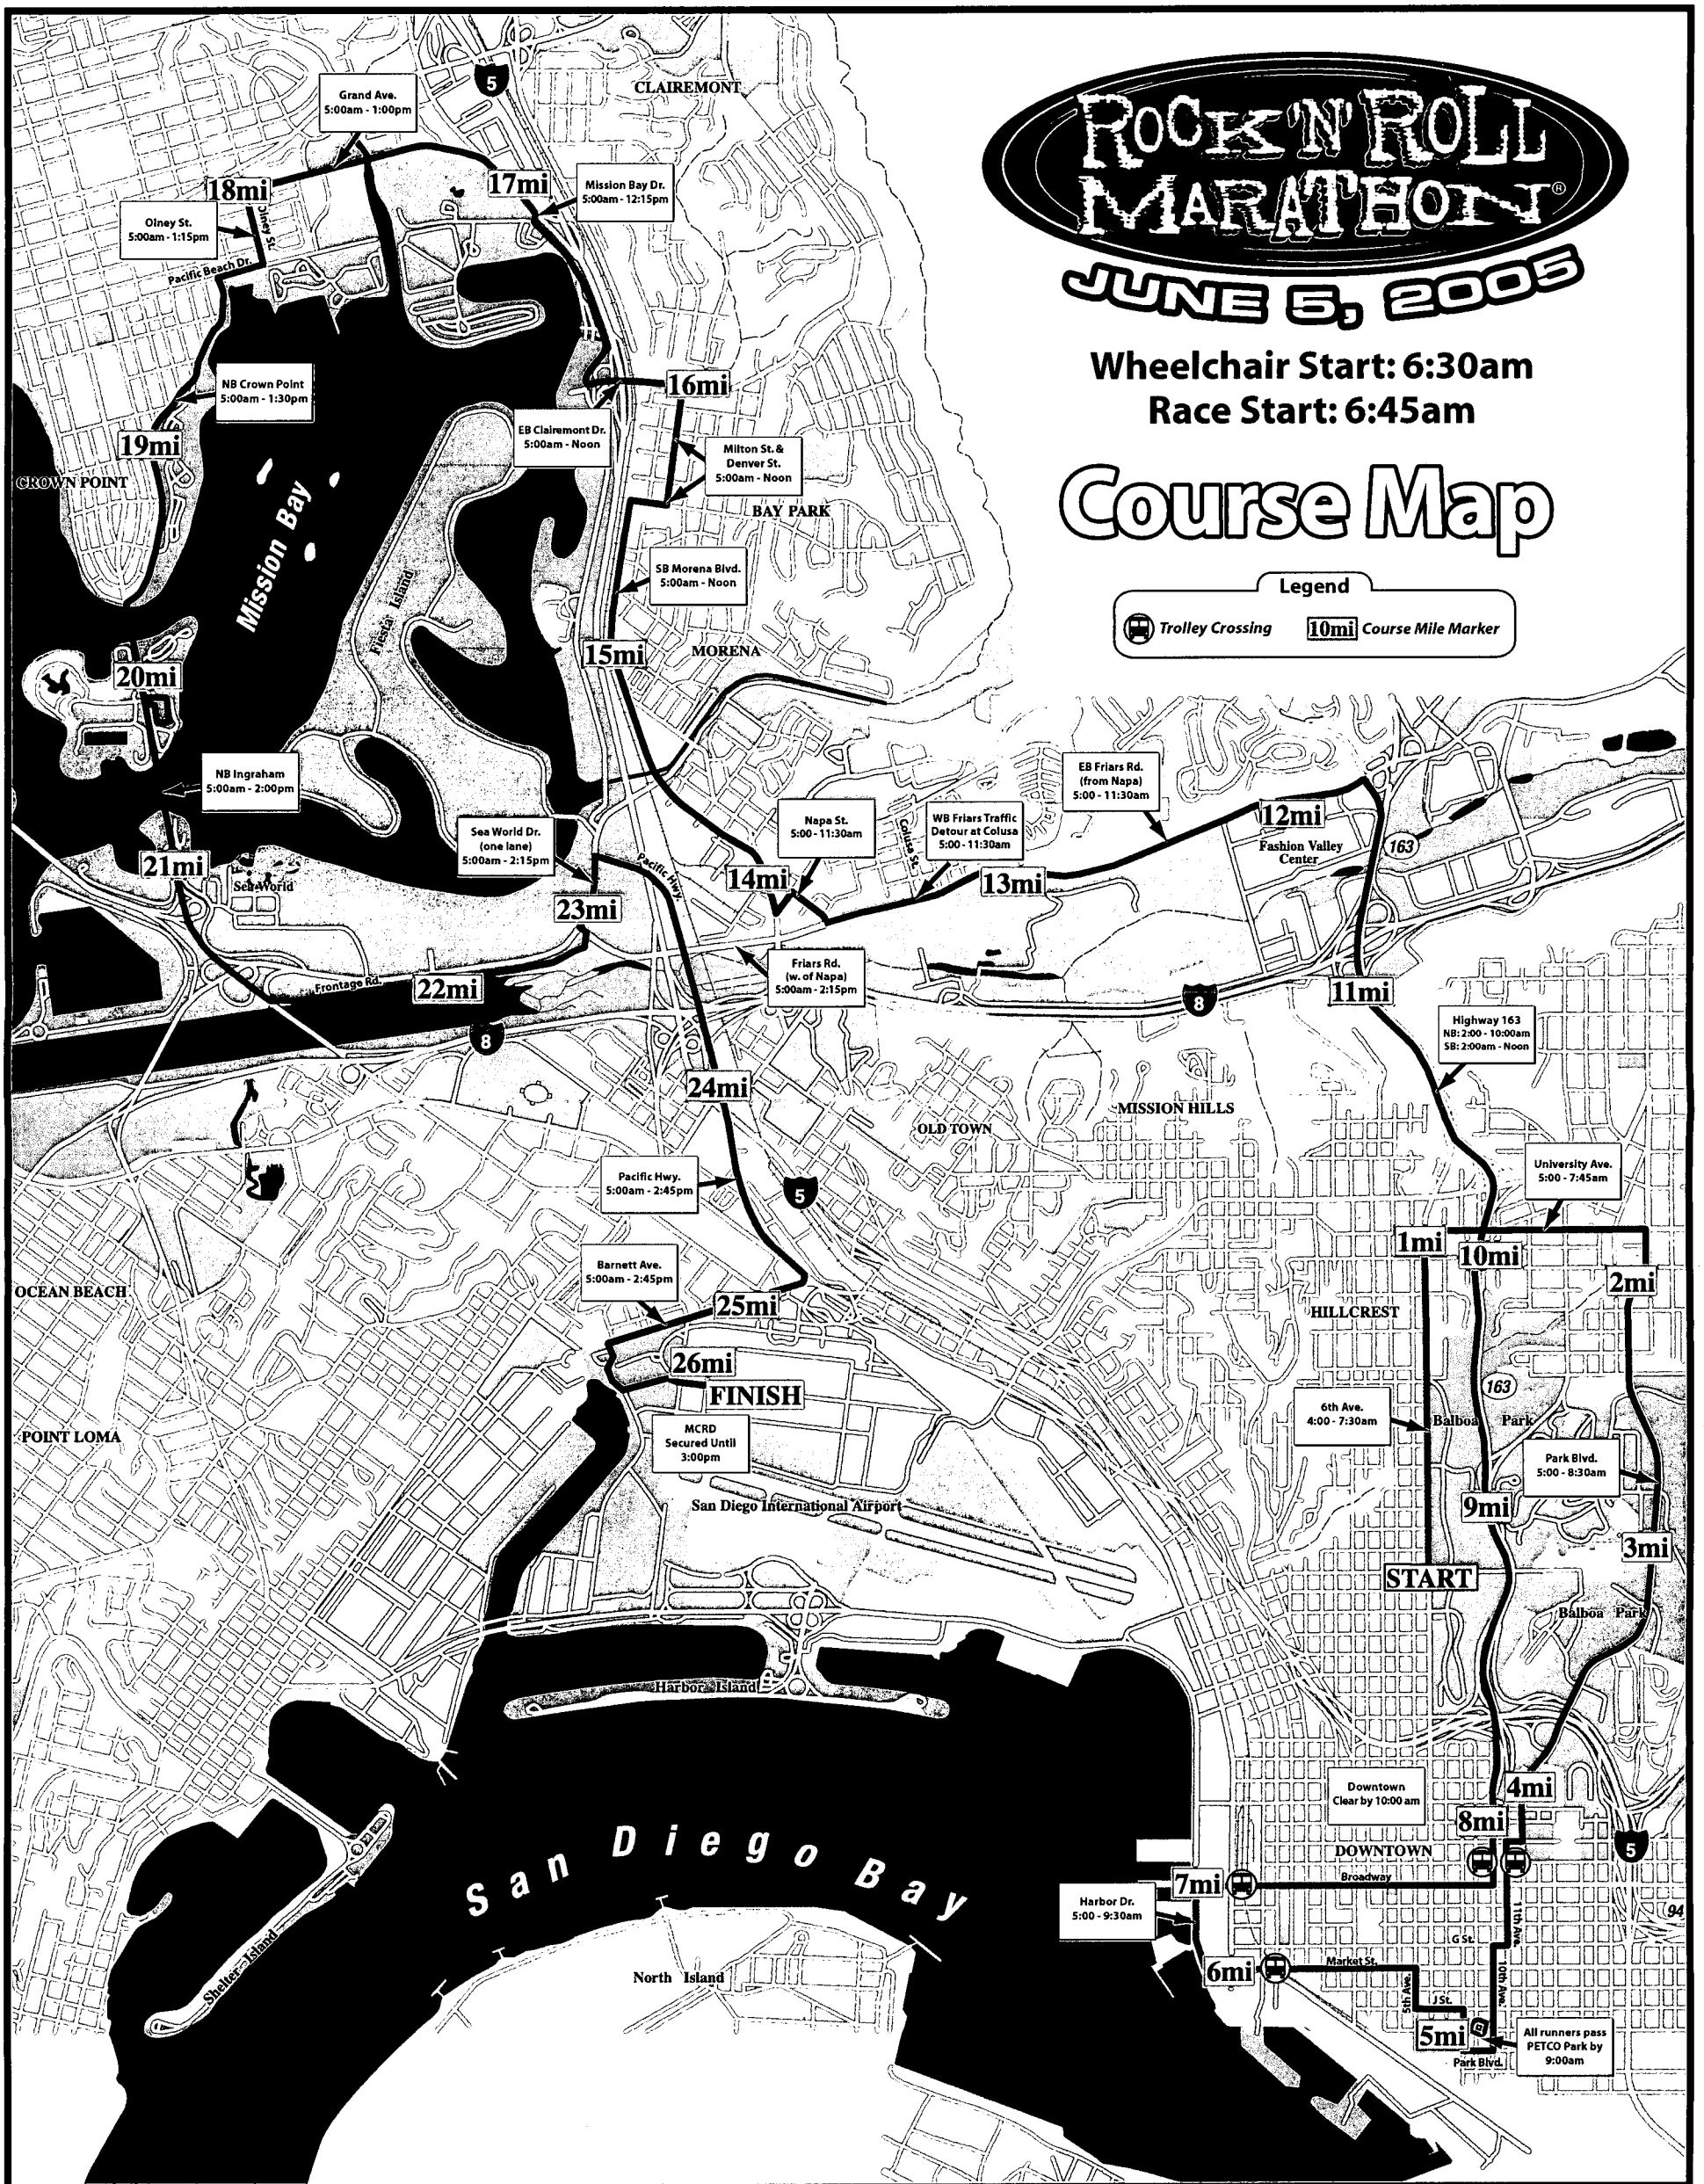 ROCK 'N' ROLL
MARATHON®
JUNE 5, 2005
Wheelchair Start: 6:30am
Race Start: 6:45am
Course Map
Legend
Trolley Crossing
10mi Course Mile Marker
5
CLAIREMONT
Grand Ave.
5:00am - 1:00pm
18mi
17mi
Mission Bay Dr.
5:00am - 12:15pm
Olney St.
5:00am - 1:15pm
Olney St.
Pacific Beach Dr.
NB Crown Point
5:00am - 1:30pm
16mi
EB Clairemont Dr.
5:00am - Noon
Milton St. &
Denver St.
5:00am - Noon
19mi
CROWN POINT
Mission Bay
BAY PARK
SB Morena Blvd.
5:00am - Noon
Fiesta Island
15mi
MORENA
20mi
NB Ingraham
5:00am - 2:00pm
EB Friars Rd.
(from Napa)
5:00 - 11:30am
12mi
Fashion Valley
Center
163
Napa St.
5:00 - 11:30am
Colusa St.
WB Friars Traffic
Detour at Colusa
5:00 - 11:30am
Sea World Dr.
(one lane)
5:00am - 2:15pm
Pacific Hwy.
21mi
Sea World
14mi
13mi
23mi
Friars Rd.
(w. of Napa)
5:00am - 2:15pm
Frontage Rd.
22mi
11mi
8
8
Highway 163
NB: 2:00 - 10:00am
SB: 2:00am - Noon
24mi
MISSION HILLS
OLD TOWN
Pacific Hwy.
5:00am - 2:45pm
5
University Ave.
5:00 - 7:45am
1mi
10mi
2mi
Barnett Ave.
5:00am - 2:45pm
OCEAN BEACH
25mi
HILLCREST
26mi
FINISH
163
6th Ave.
4:00 - 7:30am
Balboa Park
POINT LOMA
MCRD
Secured Until
3:00pm
Park Blvd.
5:00 - 8:30am
San Diego International Airport
9mi
3mi
START
Balboa Park
Harbor Island
Downtown
Clear by 10:00 am
4mi
8mi
DOWNTOWN
5
San Diego Bay
7mi
Broadway
Harbor Dr.
5:00 - 9:30am
94
11th Ave.
G St.
Shelter Island
North Island
6mi
Market St.
10th Ave.
5th Ave.
J St.
5mi
All runners pass
PETCO Park by
9:00am
Park Blvd.